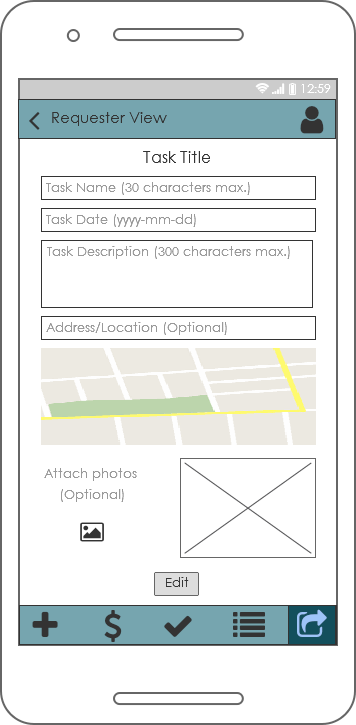 12:59
Requester View
Task Title
Task Name (30 characters max.)
Task Date (yyyy-mm-dd)
Task Description (300 characters max.)
Address/Location (Optional)
Attach photos
(Optional)
Edit